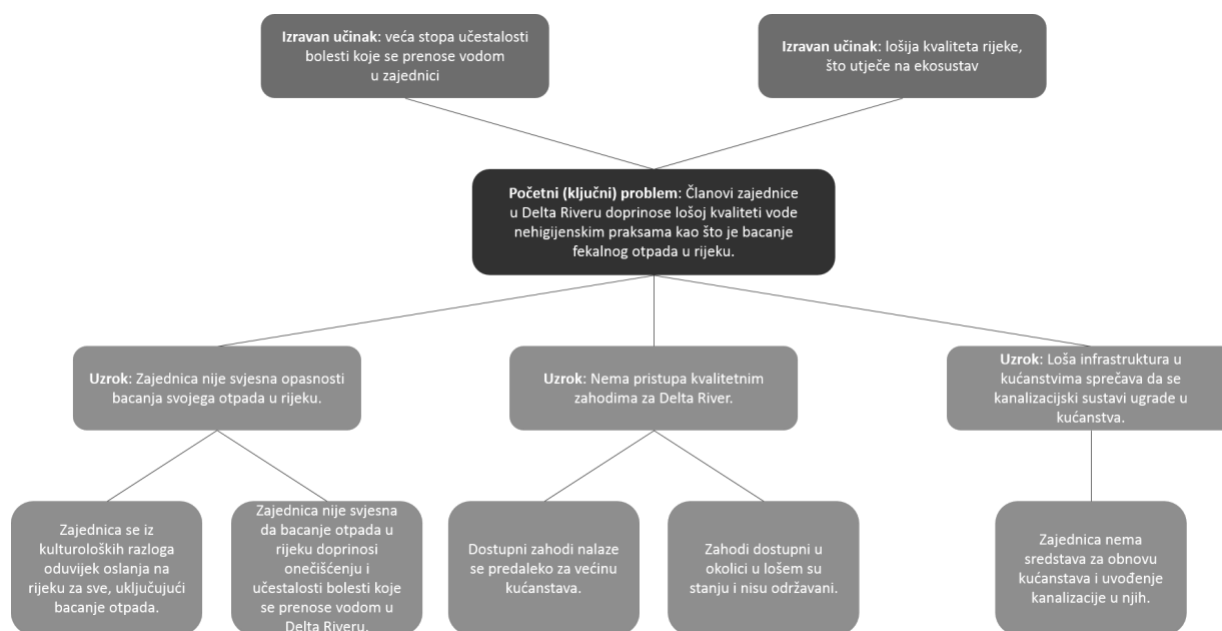 Izravan učinak: veća stopa učestalosti
bolesti koje se prenose vodom
u zajednici
Izravan učinak: lošija kvaliteta rijeke,
što utječe na ekosustav
Početni (ključni) problem: Članovi zajednice
u Delta Riveru doprinose lošoj kvaliteti vode
nehigijenskim praksama kao što je bacanje
fekalnog otpada u rijeku.
Uzrok: Zajednica nije svjesna opasnosti
bacanja svojega otpada u rijeku.
Uzrok: Nema pristupa kvalitetnim
zahodima za Delta River.
Uzrok: Loša infrastruktura u
kućanstvima sprečava da se
kanalizacijski sustavi ugrade u
kućanstva.
Zajednica se iz
kulturoloških razloga
oduvijek oslanja na
rijeku za sve, uključujući
bacanje otpada.
Zajednica nije svjesna
da bacanje otpada u
rijeku doprinosi
onečišćenju i
učestalosti bolesti koje
se prenose vodom u
Delta Riveru.
Dostupni zahodi nalaze
se predaleko za većinu
kućanstava.
Zahodi dostupni u
okolici u lošem su
stanju i nisu održavani.
Zajednica nema
sredstava za obnovu
kućanstava i uvođenje
kanalizacije u njih.